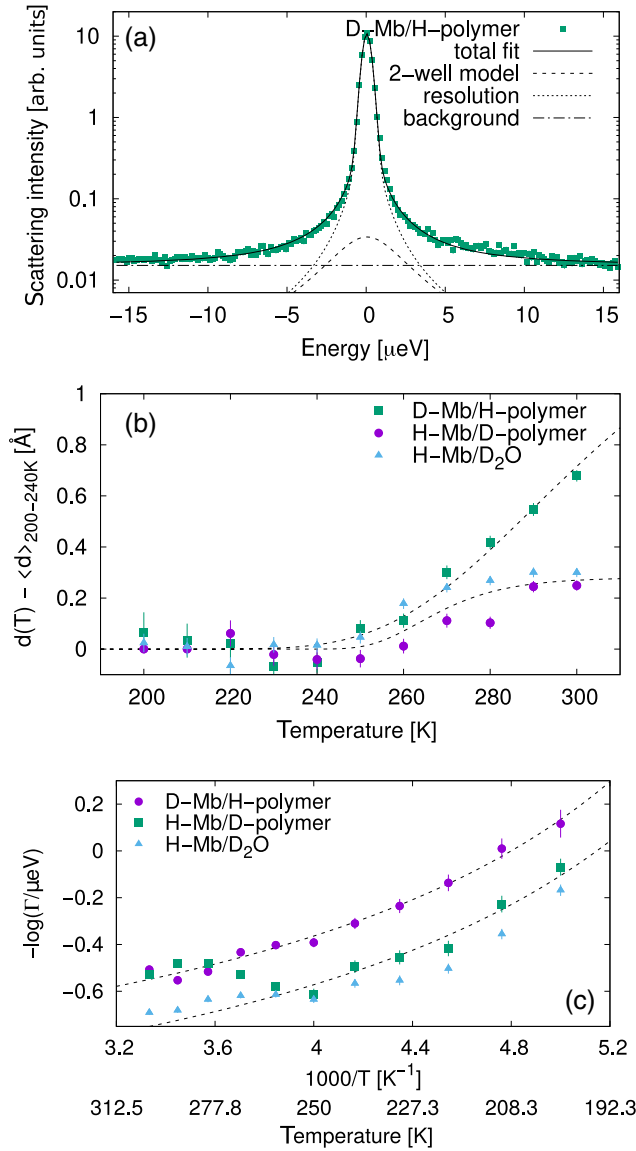 (a)
D−Mb/H−polymer
total fit
2−well model
resolution
background
Scattering intensity [arb. units]
10
1
0.1
0.01
−15 −10 −5 0 5 10 15
Energy [μeV]
(b)
D−Mb/H−polymer
H−Mb/D−polymer
H−Mb/D₂O
d(T) − <d>₂₀₀₋₂₄₀K [Å]
1
0.8
0.6
0.4
0.2
0
200 220 240 260 280 300
Temperature [K]
D−Mb/H−polymer
H−Mb/D−polymer
H−Mb/D₂O
−log(Γ/μeV)
0.2
0
−0.2
−0.4
−0.6
(c)
3.2 3.6 4 4.4 4.8 5.2
1000/T [K⁻¹]
312.5 277.8 250 227.3 208.3 192.3
Temperature [K]